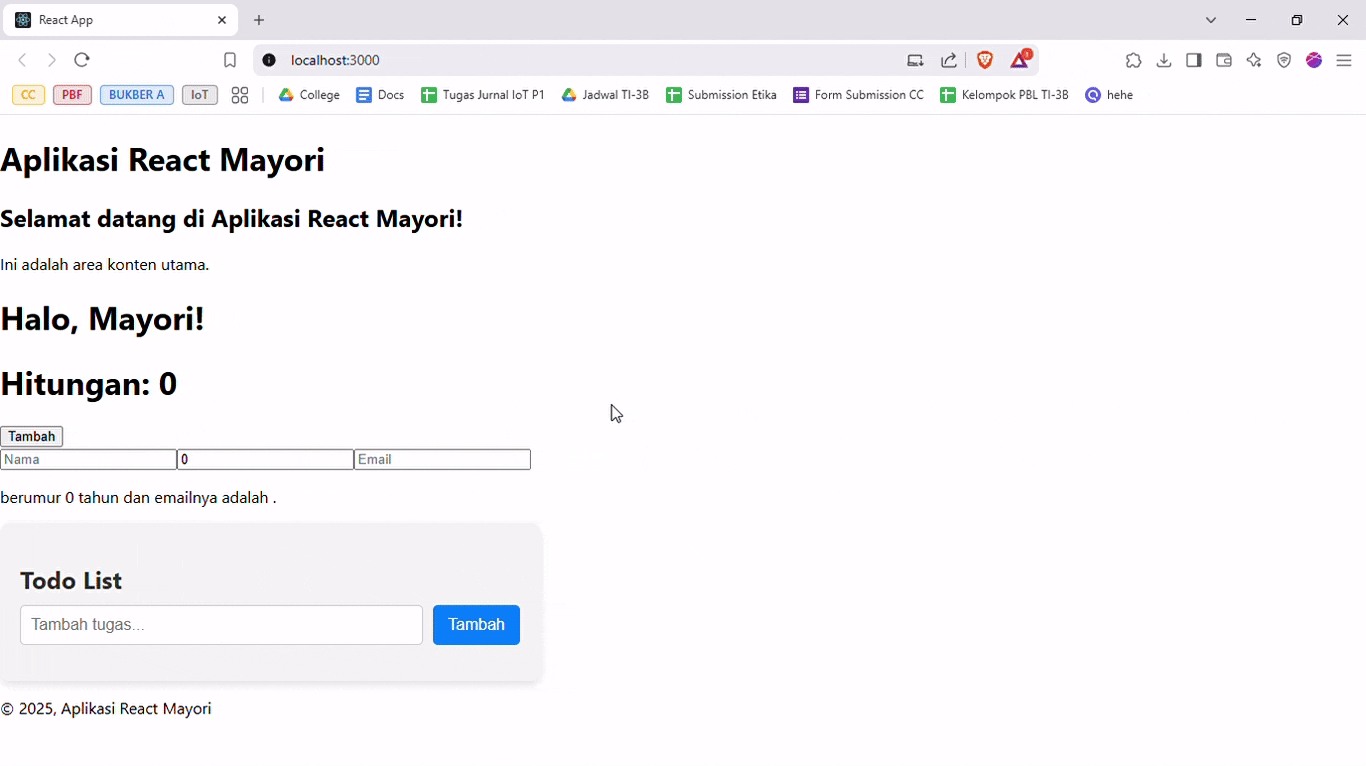 React App
localhost:3000
1
CC PBF BUKBER A IoT College Docs Tugas Jurnal IoT P1 Jadwal TI-3B Submission Etika Form Submission CC Kelompok PBL TI-3B hehe
Aplikasi React Mayori
Selamat datang di Aplikasi React Mayori!
Ini adalah area konten utama.
Halo, Mayori!
Hitungan: 0
Tambah
Nama 0 Email
berumur 0 tahun dan emailnya adalah .
Todo List
Tambah tugas... Tambah
© 2025, Aplikasi React Mayori